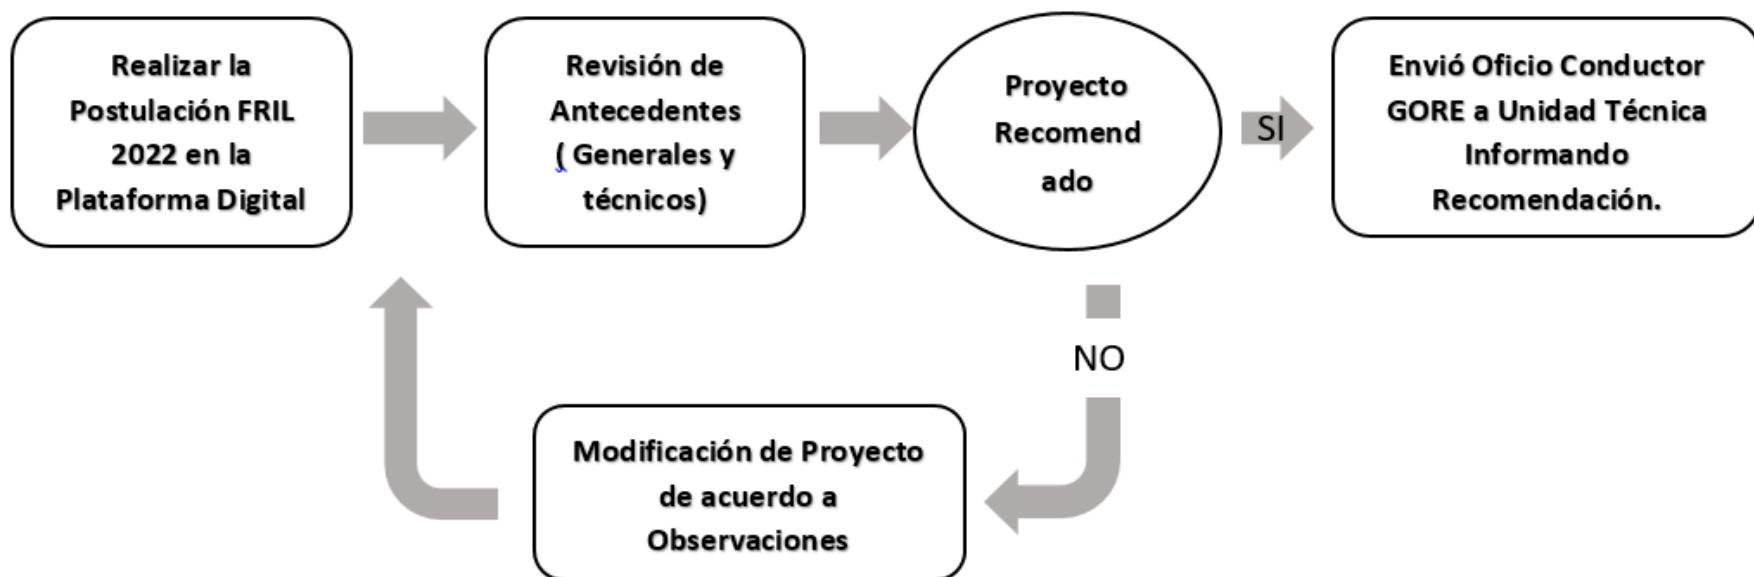 Realizar la
Postulación FRIL
2022 en la
Plataforma Digital
Revisión de
Antecedentes
( Generales y
técnicos)
Proyecto
Recomend
ado
SI
Envió Oficio Conductor
GORE a Unidad Técnica
Informando
Recomendación.
NO
Modificación de Proyecto
de acuerdo a
Observaciones